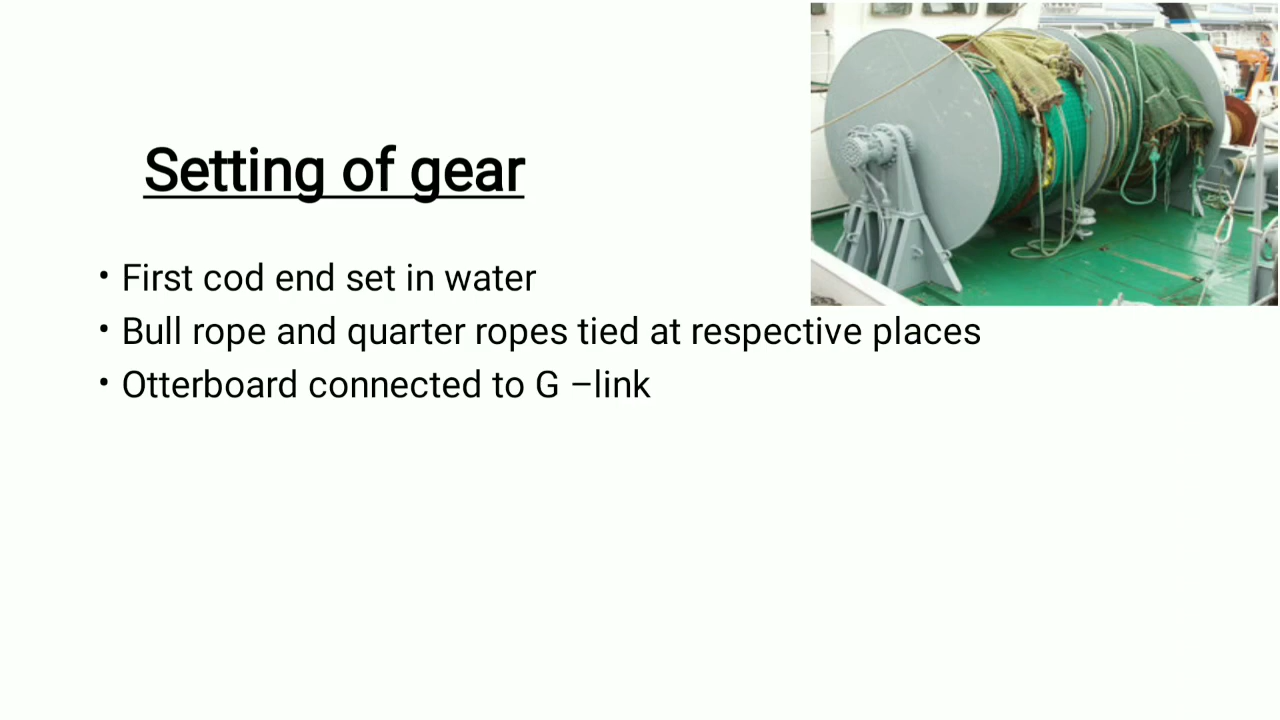 Setting of gear
• First cod end set in water
• Bull rope and quarter ropes tied at respective places
• Otterboard connected to G –link